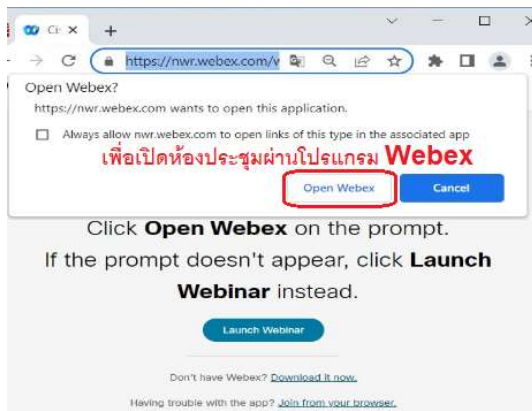 Ci
https://nwr.webex.com/v
Open Webex?
https://nwr.webex.com wants to open this application.
Always allow nwr.webex.com to open links of this type in the associated app
เพื่อเปิดห้องประชุมผ่านโปรแกรม Webex
Open Webex Cancel
Click Open Webex on the prompt.
If the prompt doesn't appear, click Launch
Webinar instead.
Launch Webinar
Don't have Webex? Download it now.
Having trouble with the app? Join from your browser.